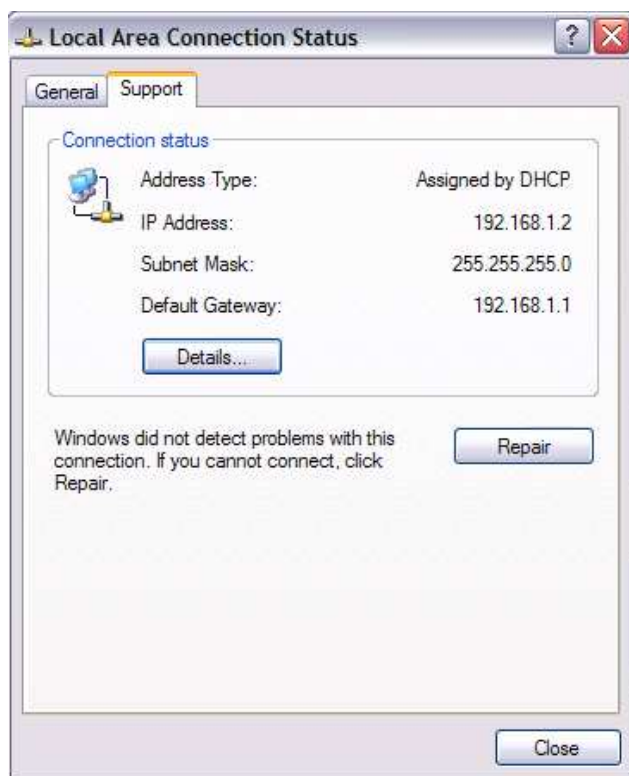 Local Area Connection Status
?
General
Support
Connection status
Address Type:
Assigned by DHCP
IP Address:
192.168.1.2
Subnet Mask:
255.255.255.0
Default Gateway:
192.168.1.1
Details...
Windows did not detect problems with this
connection. If you cannot connect, click
Repair.
Repair
Close